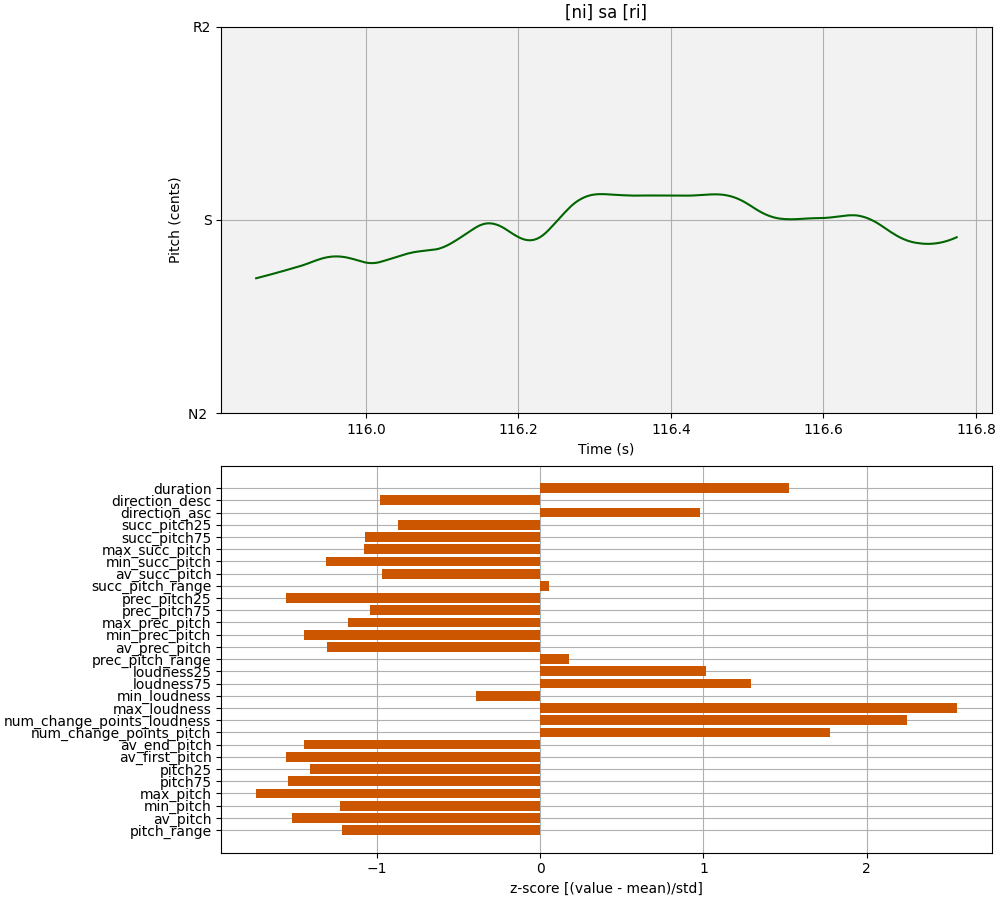 [ni] sa [ri]
R2
S
N2
Pitch (cents)
116.0 116.2 116.4 116.6 116.8
Time (s)
duration
direction_desc
direction_asc
succ_pitch25
succ_pitch75
max_succ_pitch
min_succ_pitch
av_succ_pitch
succ_pitch_range
prec_pitch25
prec_pitch75
max_prec_pitch
min_prec_pitch
av_prec_pitch
prec_pitch_range
loudness25
loudness75
min_loudness
max_loudness
num_change_points_loudness
num_change_points_pitch
av_end_pitch
av_first_pitch
pitch25
pitch75
max_pitch
min_pitch
av_pitch
pitch_range
−1 0 1 2
z-score [(value - mean)/std]